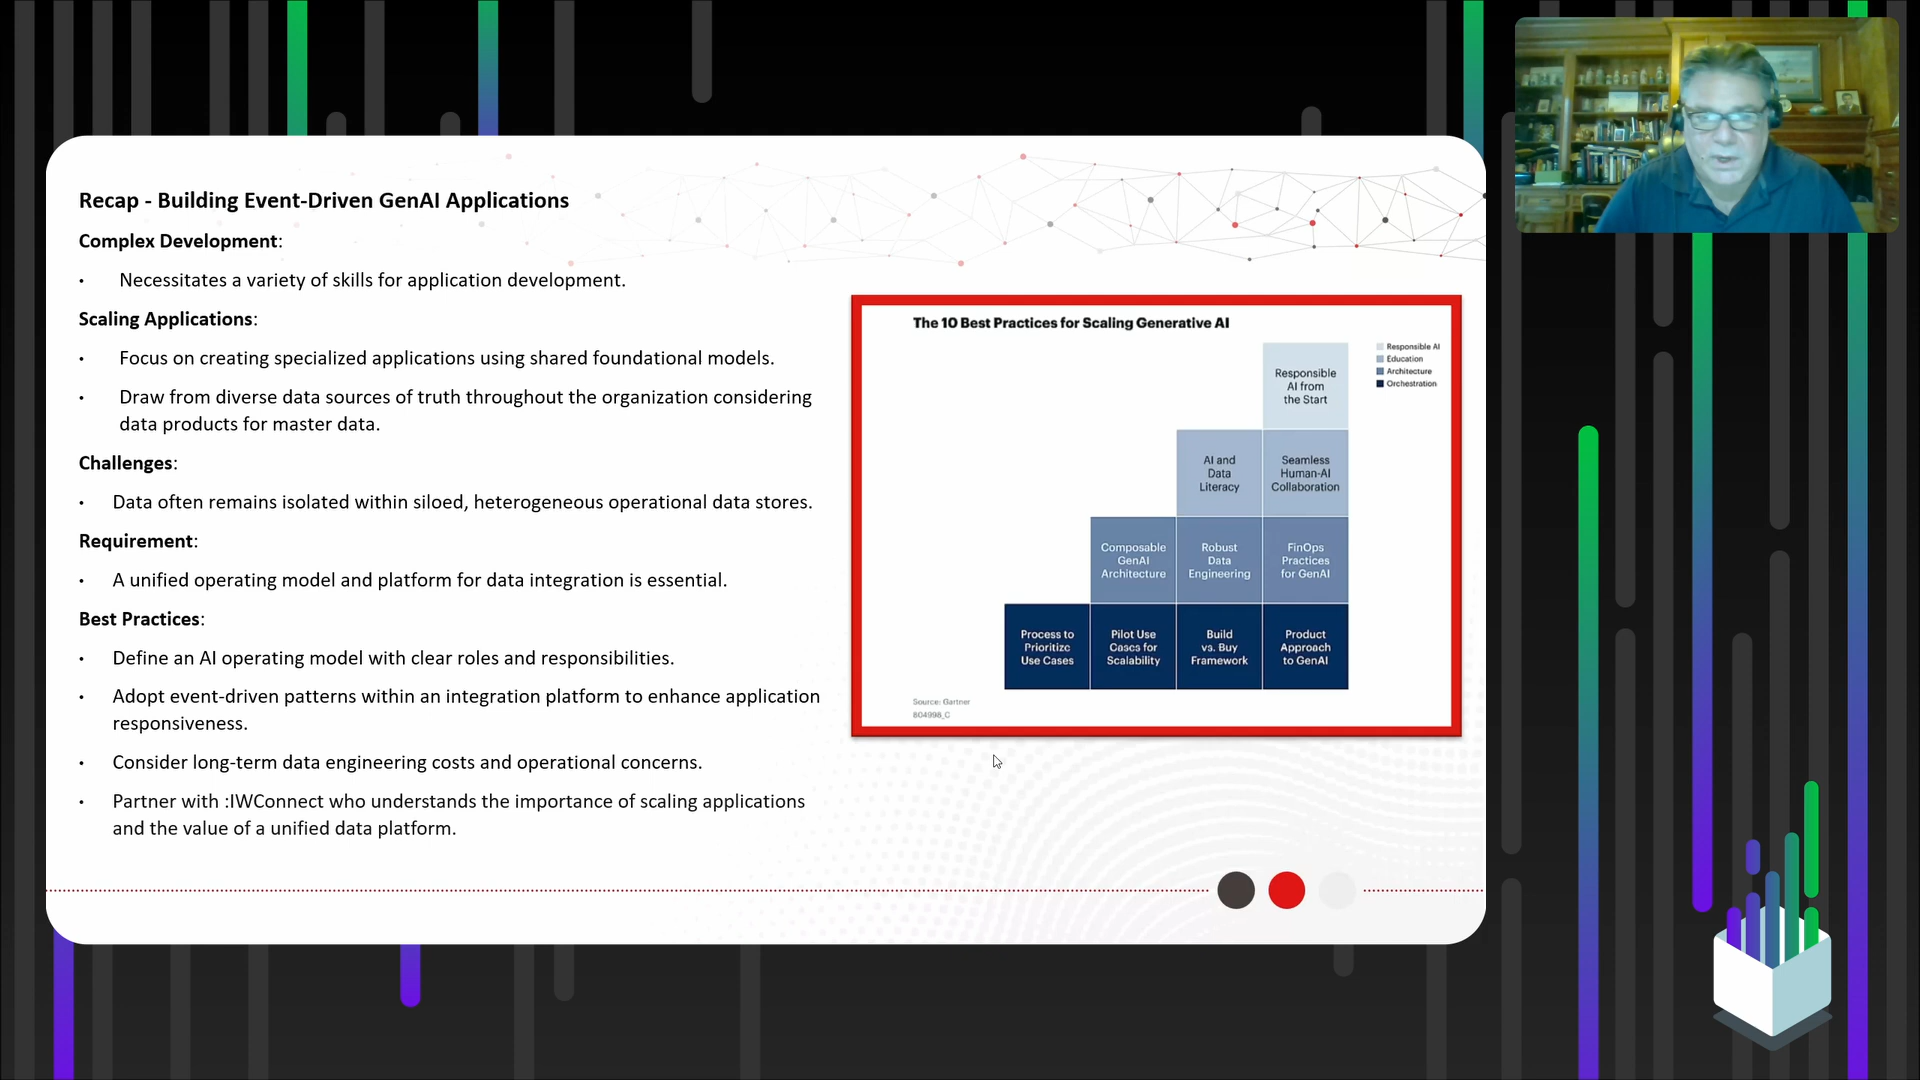 Recap - Building Event-Driven GenAI Applications
Complex Development:
• Necessitates a variety of skills for application development.
Scaling Applications:
• Focus on creating specialized applications using shared foundational models.
• Draw from diverse data sources of truth throughout the organization considering
data products for master data.
Challenges:
• Data often remains isolated within siloed, heterogeneous operational data stores.
Requirement:
• A unified operating model and platform for data integration is essential.
Best Practices:
• Define an AI operating model with clear roles and responsibilities.
• Adopt event-driven patterns within an integration platform to enhance application
responsiveness.
• Consider long-term data engineering costs and operational concerns.
• Partner with :IWConnect who understands the importance of scaling applications
and the value of a unified data platform.
The 10 Best Practices for Scaling Generative AI
Responsible AI
Education
Architecture
Orchestration
Responsible
AI from
the Start
AI and
Data
Literacy
Seamless
Human-AI
Collaboration
Composable
GenAI
Architecture
Robust
Data
Engineering
FinOps
Practices
for GenAI
Process to
Prioritize
Use Cases
Pilot Use
Cases for
Scalability
Build
vs. Buy
Framework
Product
Approach
to GenAI
Source: Gartner
804998_C